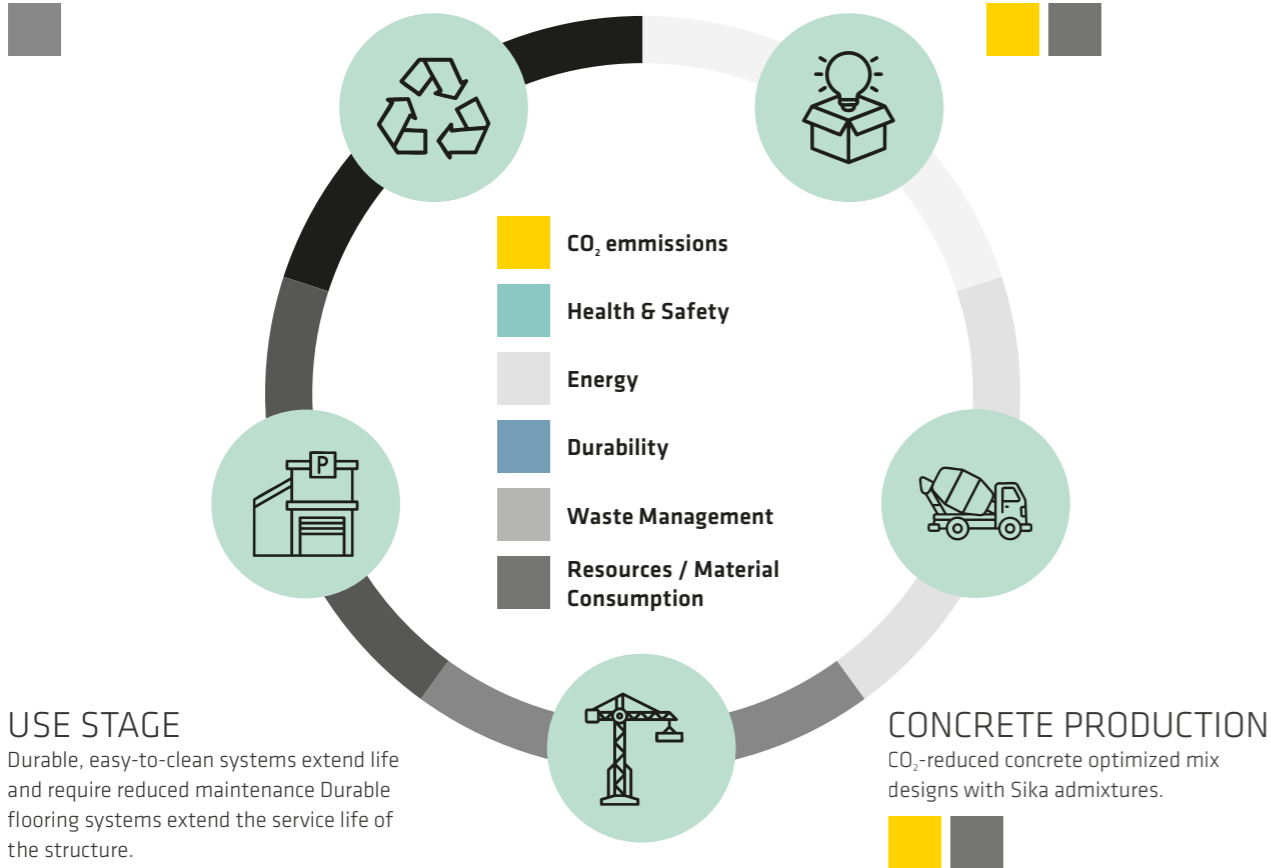 CO₂ emmissions
Health & Safety
Energy
Durability
Waste Management
Resources / Material
Consumption
P
USE STAGE
Durable, easy-to-clean systems extend life
and require reduced maintenance Durable
flooring systems extend the service life of
the structure.
CONCRETE PRODUCTION
CO₂-reduced concrete optimized mix
designs with Sika admixtures.